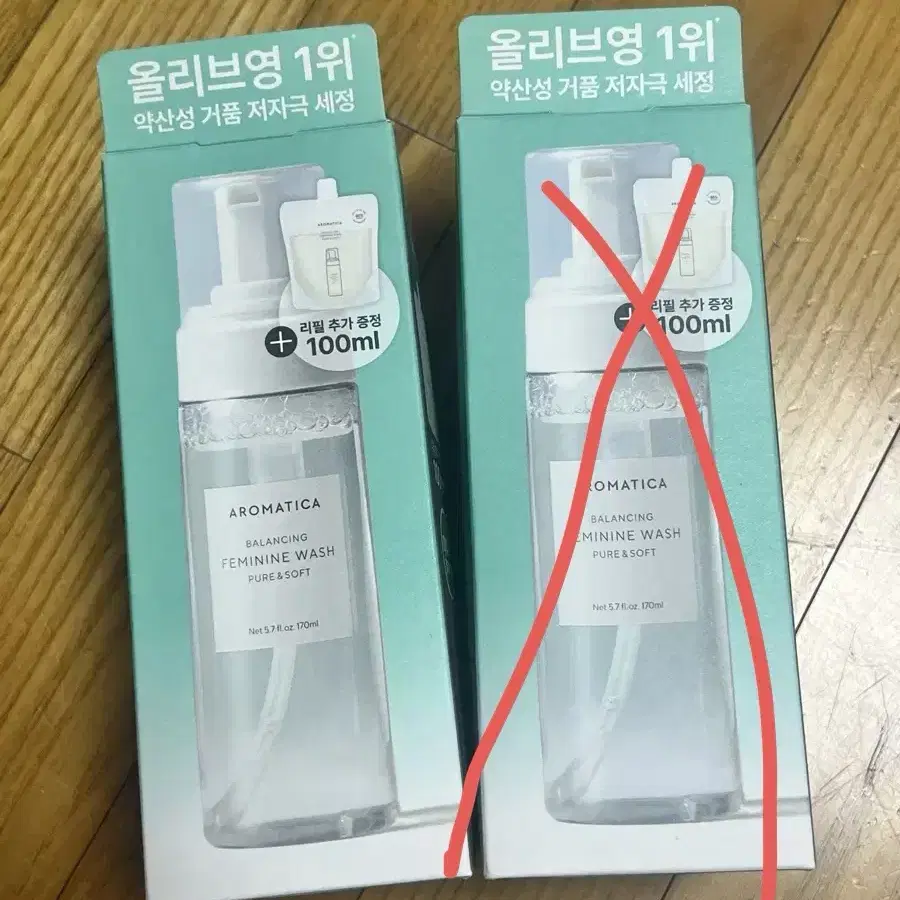 올리브영 1위*
약산성 거품 저자극 세정
AROMATICA
+ 리필 추가 증정
100ml
AROMATICA
BALANCING
FEMININE WASH
PURE & SOFT
Net 5.7 fl.oz. 170ml
올리브영 1위*
약산성 거품 저자극 세정
AROMATICA
+ 리필 추가 증정
100ml
ROMATICA
BALANCING
EMININE WASH
PURE & SOFT
Net 5.7 fl.oz. 170ml